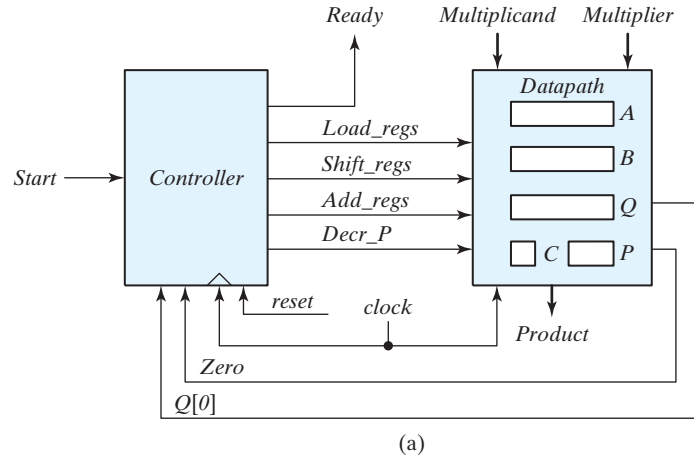 Ready
Multiplicand
Multiplier
Datapath
A
Load_regs
B
Shift_regs
Start
Controller
Add_regs
Q
Decr_P
C
P
reset
clock
Product
Zero
Q[0]
(a)